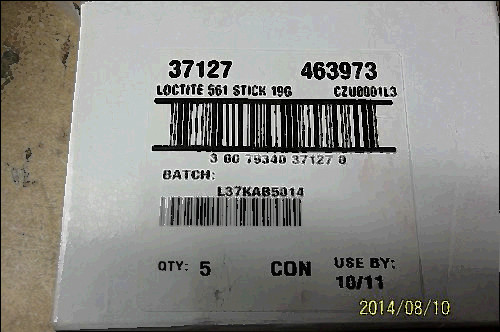 37127 463973
LOCTITE 561 STICK 19G CZU0001L3
3 00 79340 37127 0
BATCH:
L37KAB5014
QTY: 5 CON USE BY:
10/11
2014/08/10